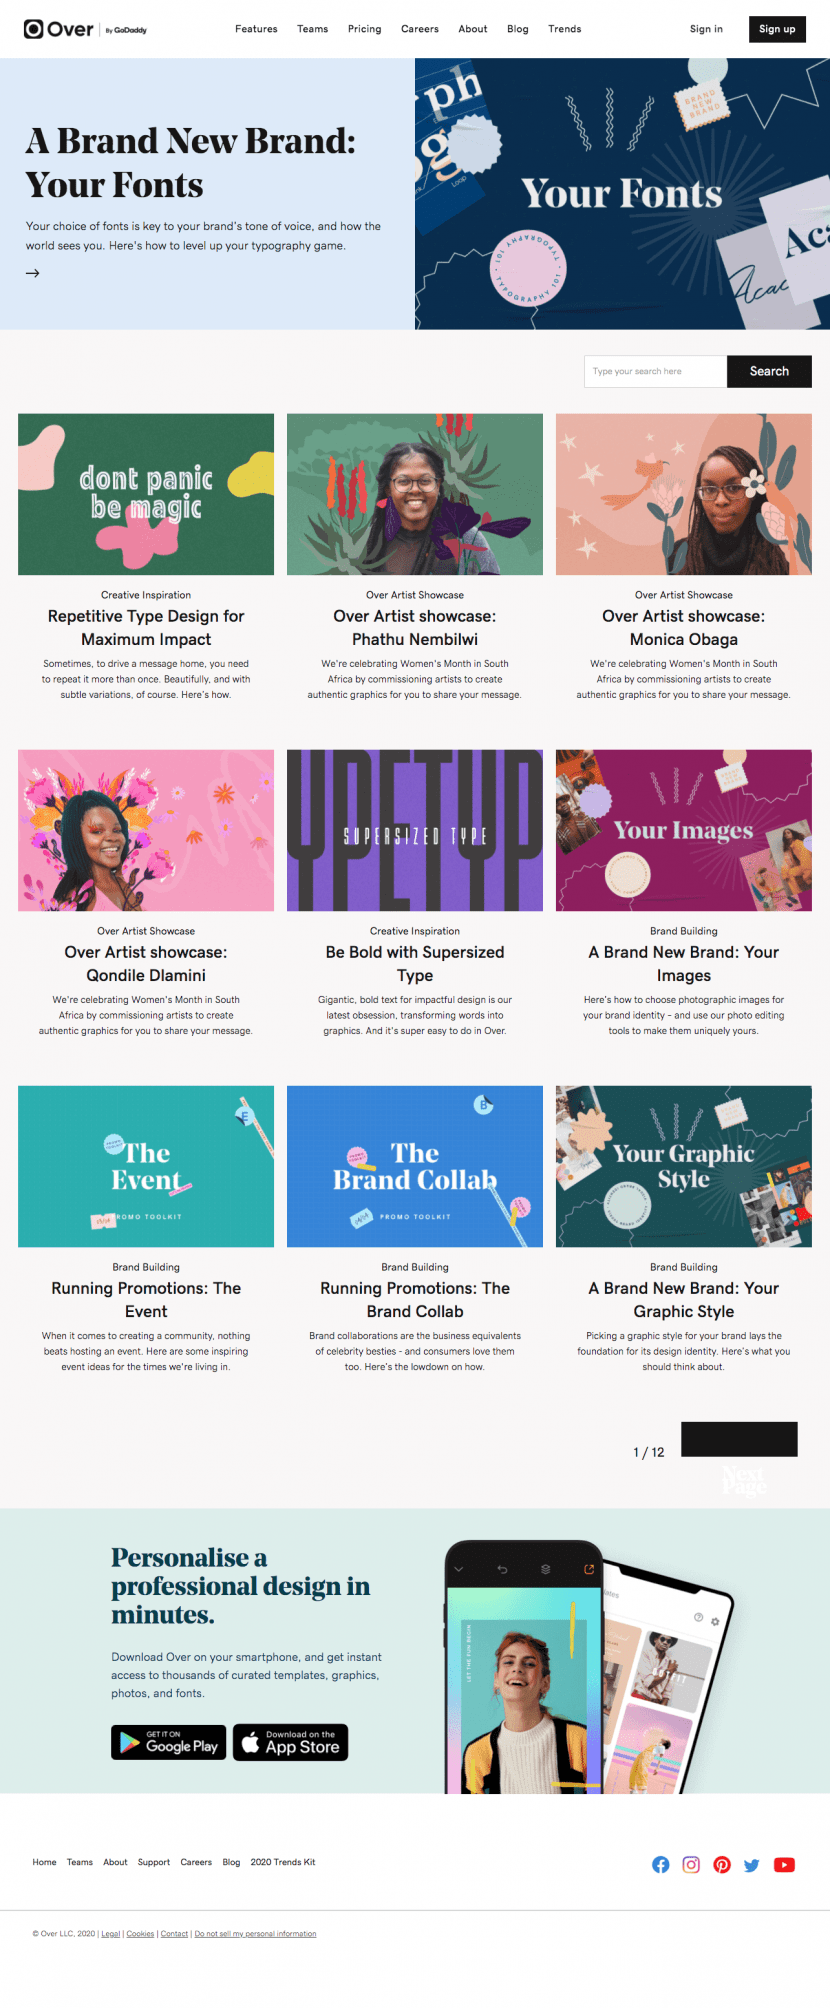 Over By GoDaddy
Features Teams Pricing Careers About Blog Trends
Sign in
Sign up
A Brand New Brand:
Your Fonts
Your choice of fonts is key to your brand's tone of voice, and how the
world sees you. Here's how to level up your typography game.
→
ph
og
Loop
BRAND
NEW
BRAND
Your Fonts
TYPOGRAPHY 101 • TYPOGRAPHY 101 •
Acac
Aca
Type your search here
Search
dont panic
be magic
Creative Inspiration
Repetitive Type Design for
Maximum Impact
Sometimes, to drive a message home, you need
to repeat it more than once. Beautifully, and with
subtle variations, of course. Here's how.
Over Artist Showcase
Over Artist showcase:
Phathu Nembilwi
We're celebrating Women's Month in South
Africa by commissioning artists to create
authentic graphics for you to share your message.
Over Artist Showcase
Over Artist showcase:
Monica Obaga
We're celebrating Women's Month in South
Africa by commissioning artists to create
authentic graphics for you to share your message.
Over Artist Showcase
Over Artist showcase:
Qondile Dlamini
We're celebrating Women's Month in South
Africa by commissioning artists to create
authentic graphics for you to share your message.
YPETYP
SUPERSIZED TYPE
Creative Inspiration
Be Bold with Supersized
Type
Gigantic, bold text for impactful design is our
latest obsession, transforming words into
graphics. And it's super easy to do in Over.
Your Images
Brand Building
A Brand New Brand: Your
Images
Here's how to choose photographic images for
your brand identity - and use our photo editing
tools to make them uniquely yours.
E
The
Event
PROMO TOOLKIT
Brand Building
Running Promotions: The
Event
When it comes to creating a community, nothing
beats hosting an event. Here are some inspiring
event ideas for the times we're living in.
B
The
Brand Collab
PROMO TOOLKIT
Brand Building
Running Promotions: The
Brand Collab
Brand collaborations are the business equivalents
of celebrity besties - and consumers love them
too. Here's the lowdown on how.
Your Graphic
Style
Brand Building
A Brand New Brand: Your
Graphic Style
Picking a graphic style for your brand lays the
foundation for its design identity. Here's what you
should think about.
1 / 12
Next
Page
Personalise a
professional design in
minutes.
Download Over on your smartphone, and get instant
access to thousands of curated templates, graphics,
photos, and fonts.
GET IT ON
Google Play
Download on the
App Store
LET THE FUN BEGIN
lates
OUTFIT
Home Teams About Support Careers Blog 2020 Trends Kit
© Over LLC, 2020 | Legal | Cookies | Contact | Do not sell my personal information